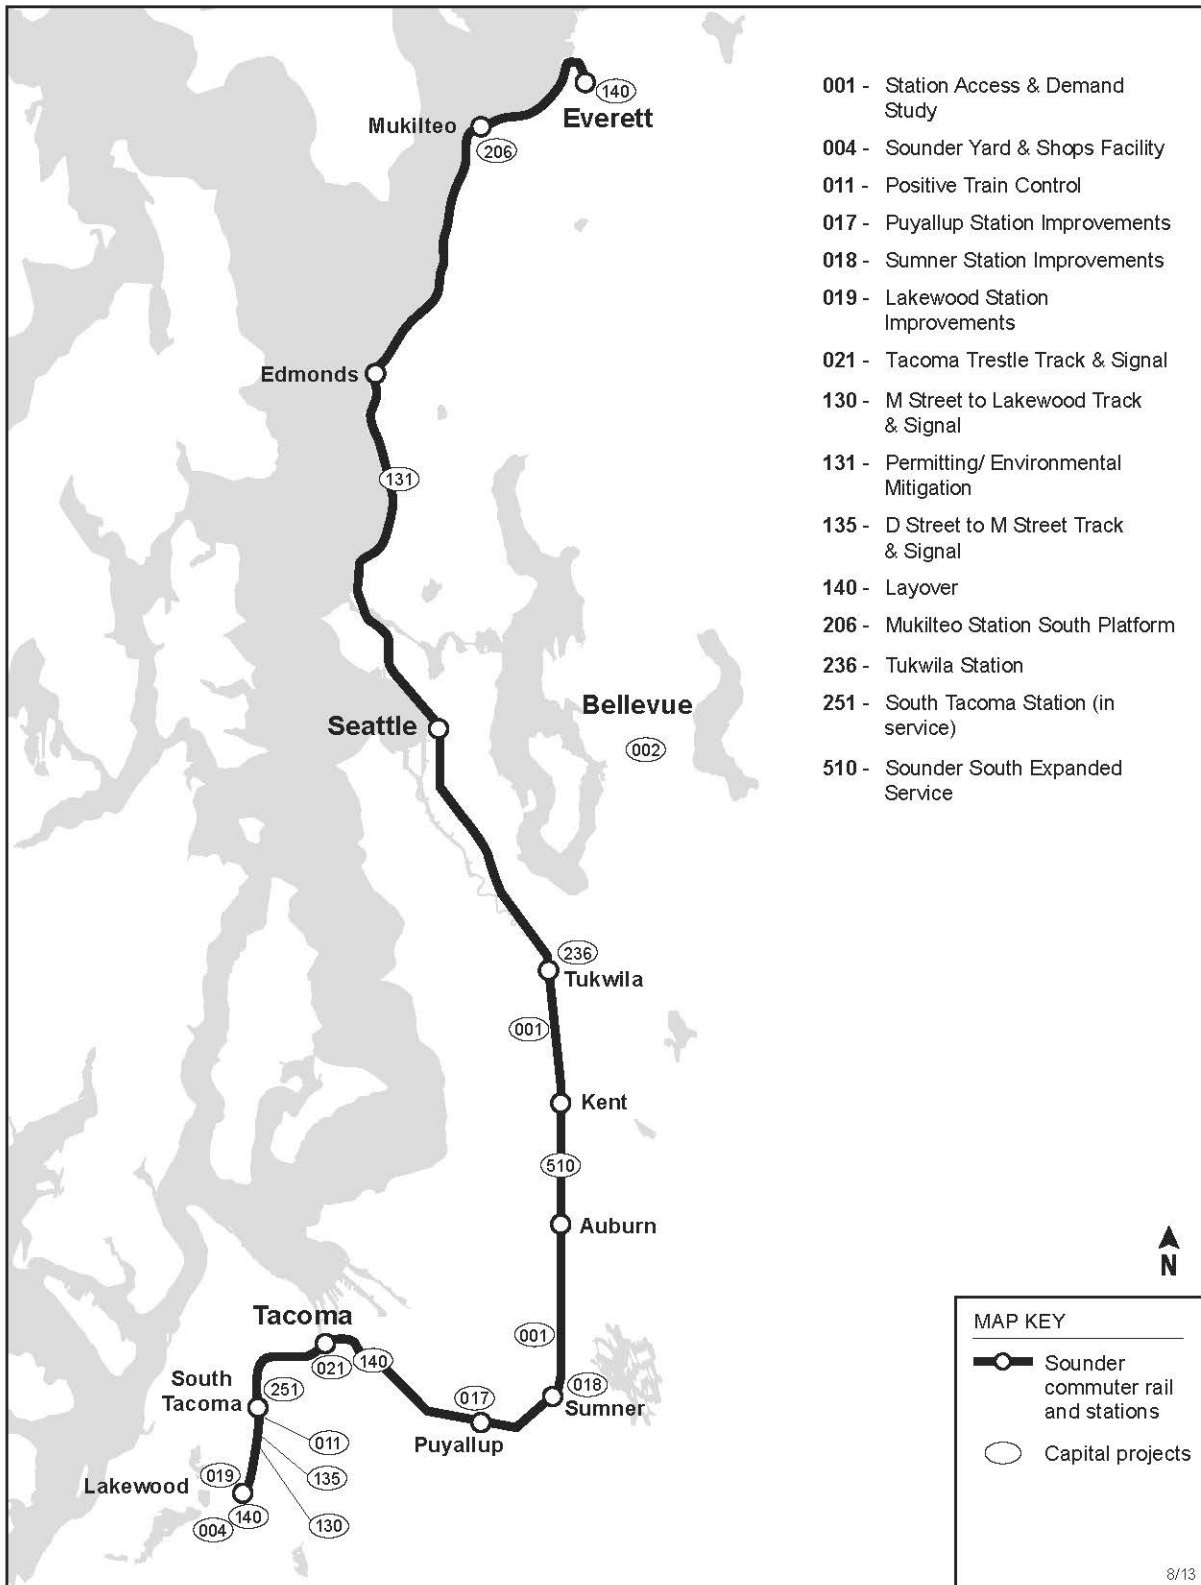 140
Everett
Mukilteo
206
Edmonds
131
Seattle
Bellevue
002
236
Tukwila
001
Kent
510
Auburn
Tacoma
001
021
140
South
Tacoma
251
017
018
Sumner
Puyallup
011
019
135
Lakewood
140
004
130
001 - Station Access & Demand
Study
004 - Sounder Yard & Shops Facility
011 - Positive Train Control
017 - Puyallup Station Improvements
018 - Sumner Station Improvements
019 - Lakewood Station
Improvements
021 - Tacoma Trestle Track & Signal
130 - M Street to Lakewood Track
& Signal
131 - Permitting/ Environmental
Mitigation
135 - D Street to M Street Track
& Signal
140 - Layover
206 - Mukilteo Station South Platform
236 - Tukwila Station
251 - South Tacoma Station (in
service)
510 - Sounder South Expanded
Service
N
MAP KEY
Sounder
commuter rail
and stations
Capital projects
8/13